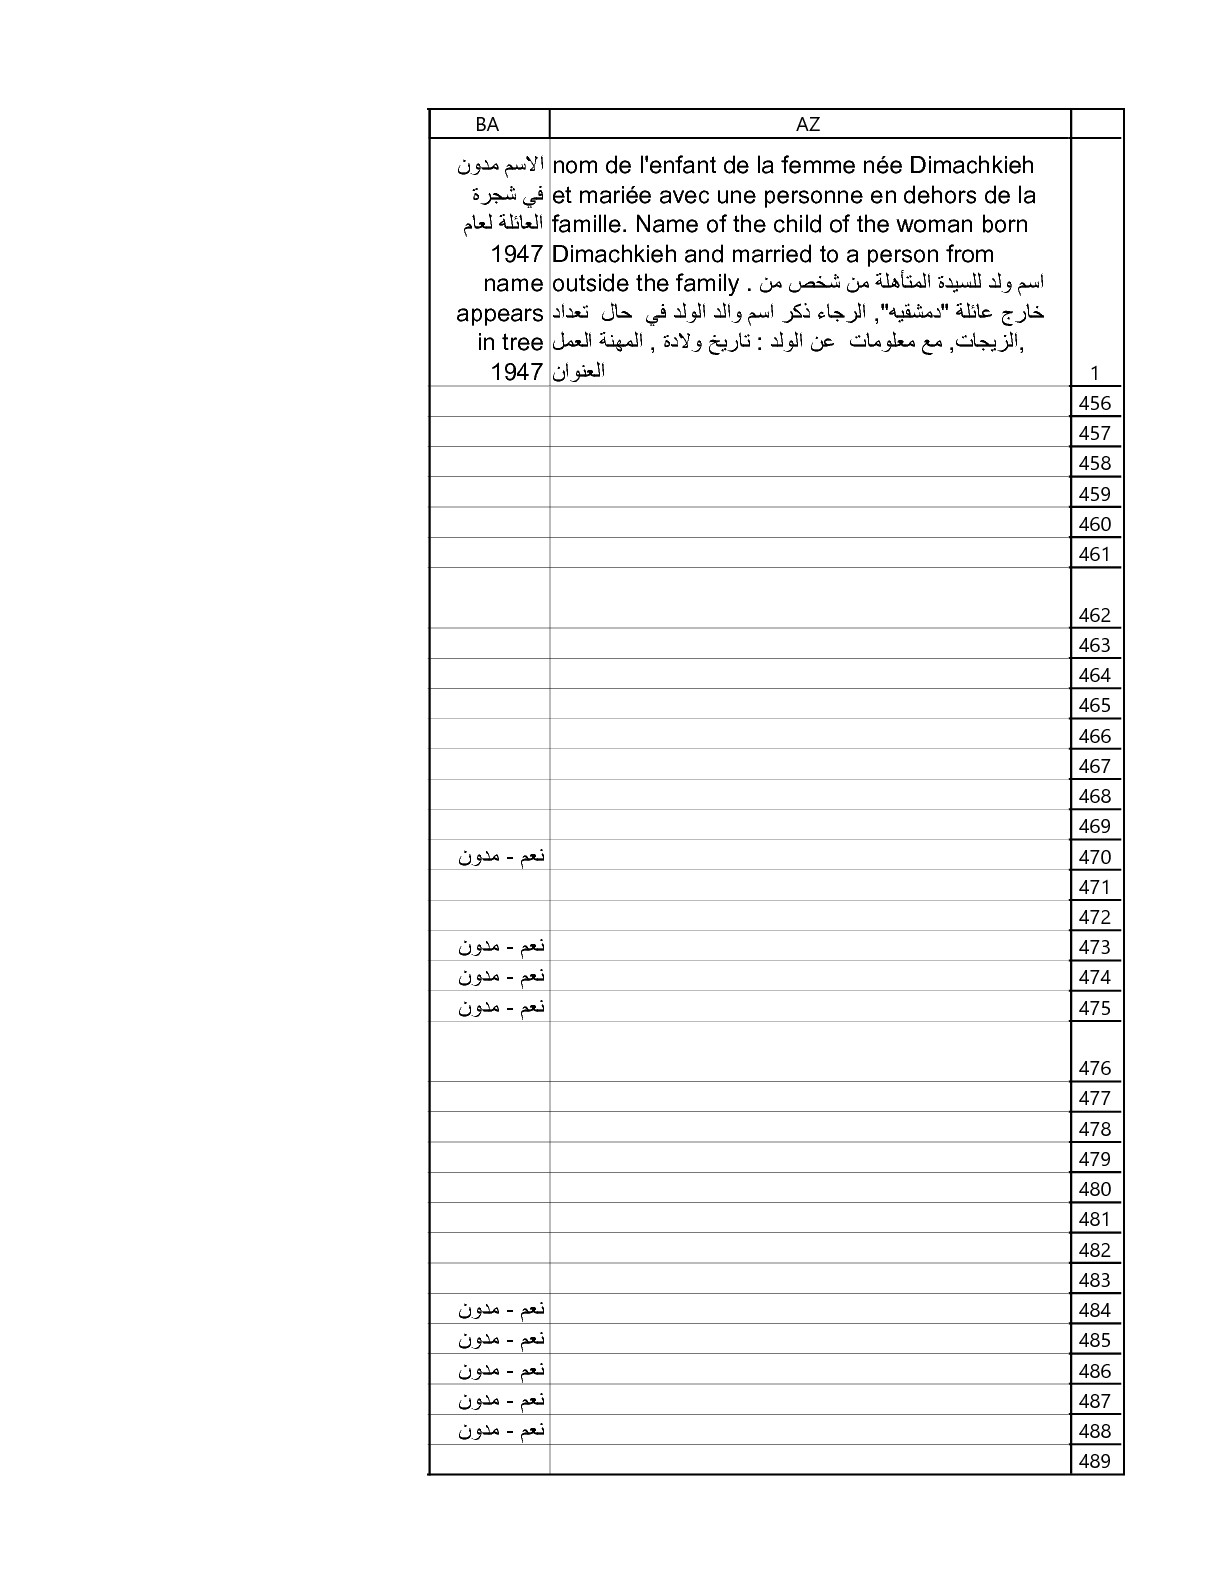 BA AZ
الاسم مدون
في شجرة
العائلة لعام
1947
name
appears
in tree
1947
nom de l'enfant de la femme née Dimachkieh
et mariée avec une personne en dehors de la
famille. Name of the child of the woman born
Dimachkieh and married to a person from
outside the family . اسم ولد للسيدة المتأهلة من شخص من
خارج عائلة "دمشقيه", الرجاء ذكر اسم والد الولد في حال تعداد
الزيجات, مع معلومات عن الولد : تاريخ ولادة , المهنة العمل,
العنوان
1
456
457
458
459
460
461
462
463
464
465
466
467
468
469
نعم - مدون 470
471
472
نعم - مدون 473
نعم - مدون 474
نعم - مدون 475
476
477
478
479
480
481
482
483
نعم - مدون 484
نعم - مدون 485
نعم - مدون 486
نعم - مدون 487
نعم - مدون 488
489